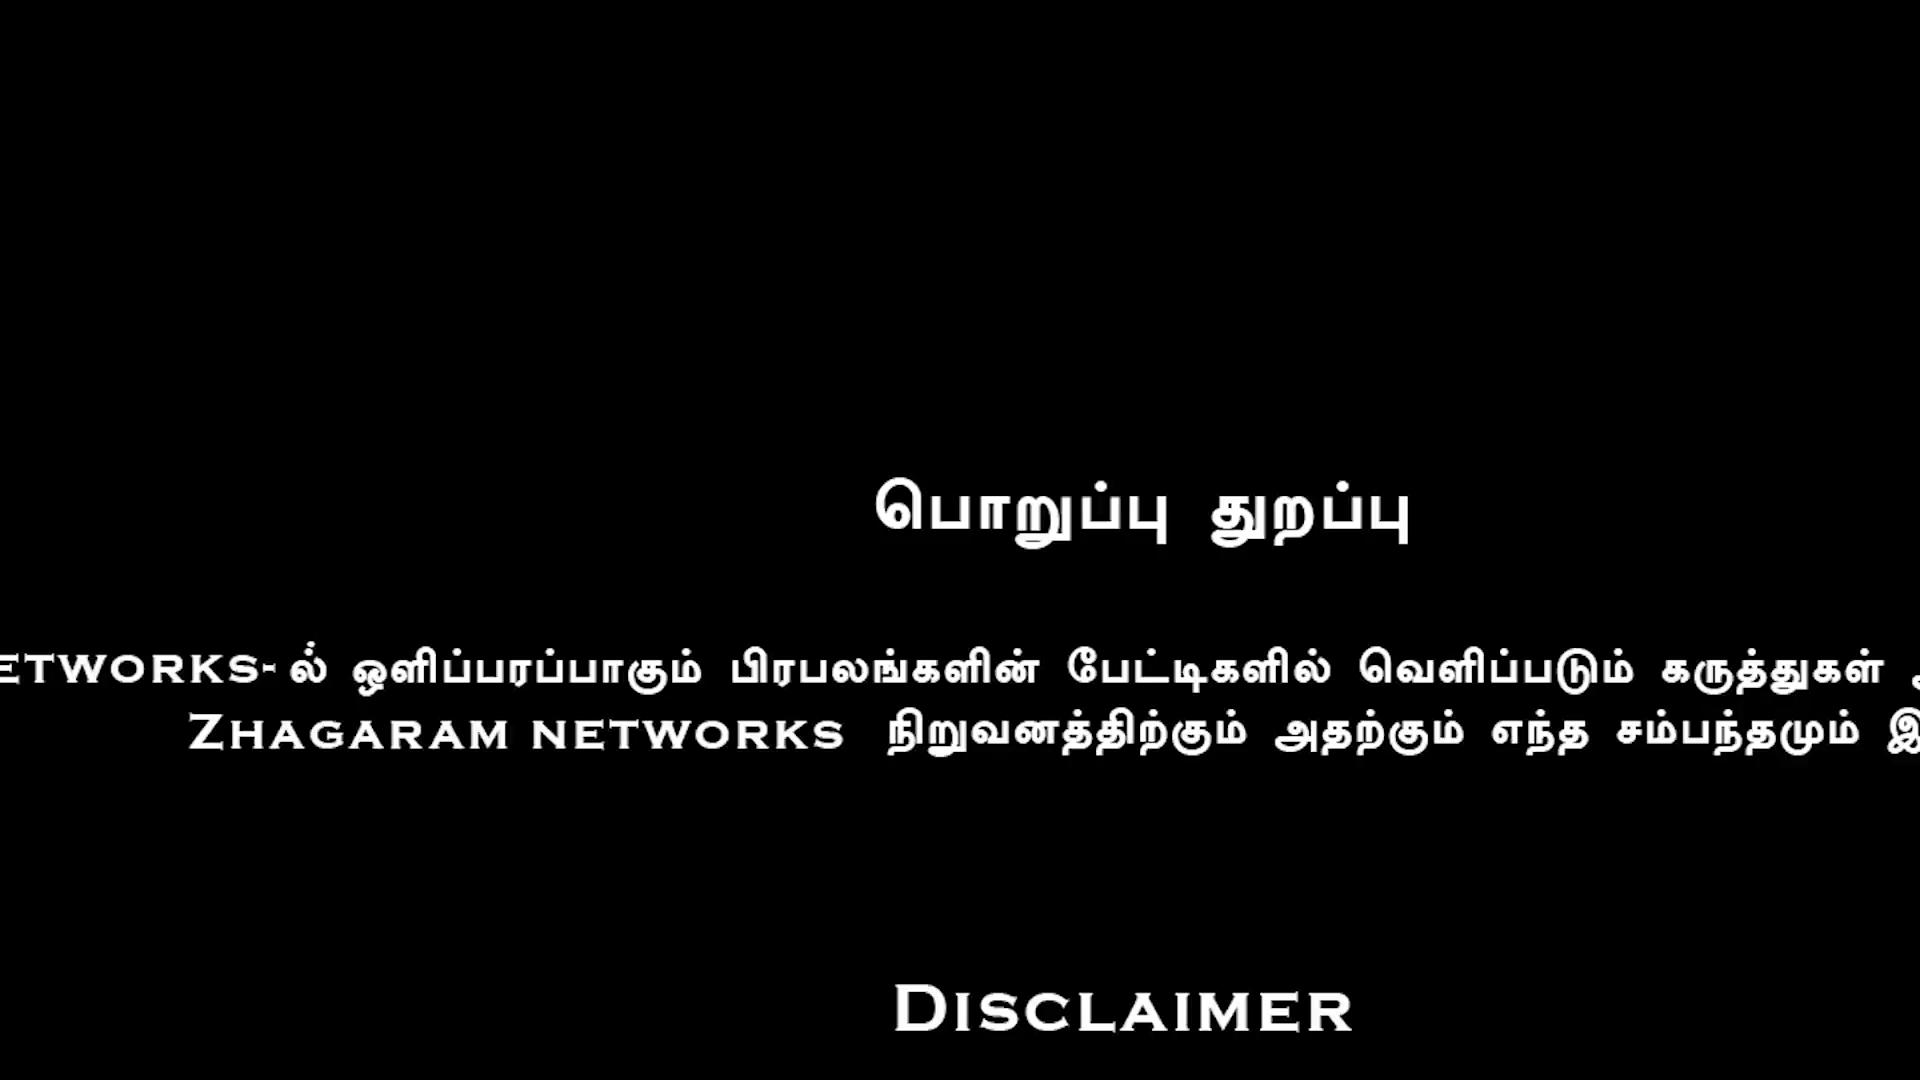 பொறுப்பு துறப்பு
ETWORKS-ல் ஒளிப்பரப்பாகும் பிரபலங்களின் பேட்டிகளில் வெளிப்படும் கருத்துகள்
ZHAGARAM NETWORKS நிறுவனத்திற்கும் அதற்கும் எந்த சம்பந்தமும்
DISCLAIMER